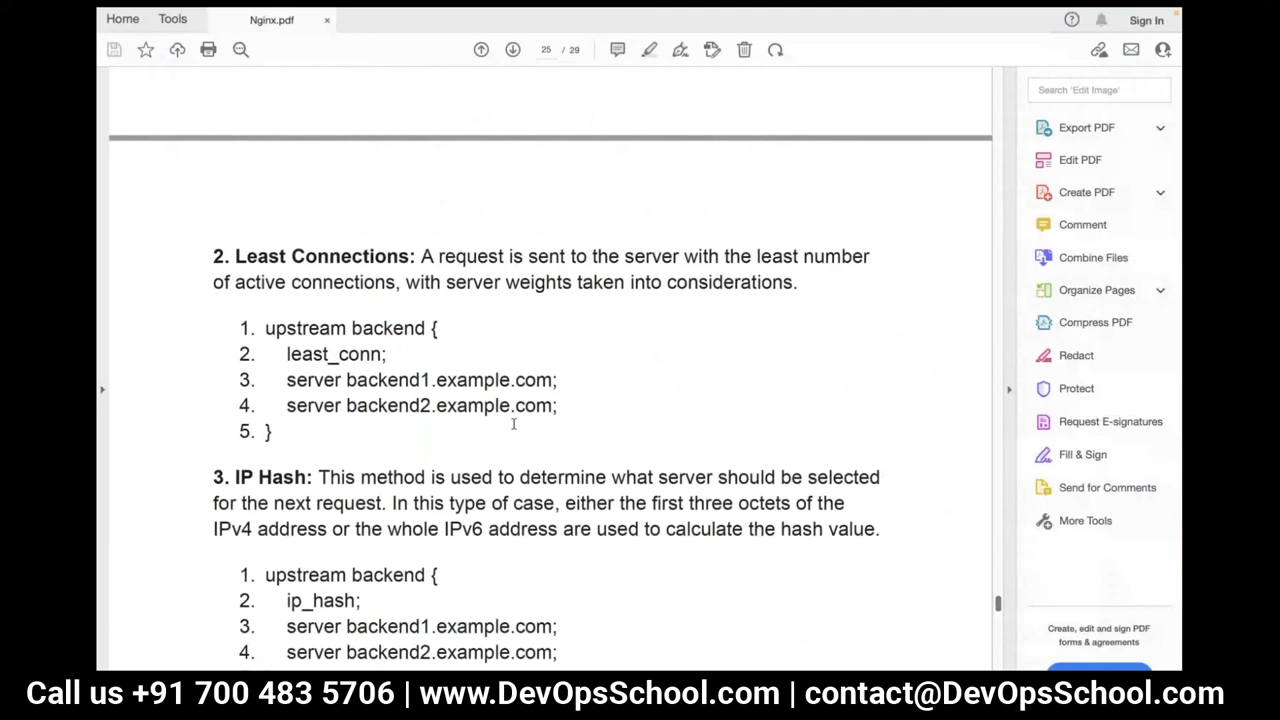 Home Tools Nginx.pdf × ? Sign In
25 / 29
Search 'Edit Image'
Export PDF
Edit PDF
Create PDF
Comment
Combine Files
Organize Pages
Compress PDF
Redact
Protect
Request E-signatures
Fill & Sign
Send for Comments
More Tools
Create, edit and sign PDF
forms & agreements
2. Least Connections: A request is sent to the server with the least number
of active connections, with server weights taken into considerations.
1. upstream backend {
2. least_conn;
3. server backend1.example.com;
4. server backend2.example.com;
5. }
3. IP Hash: This method is used to determine what server should be selected
for the next request. In this type of case, either the first three octets of the
IPv4 address or the whole IPv6 address are used to calculate the hash value.
1. upstream backend {
2. ip_hash;
3. server backend1.example.com;
4. server backend2.example.com;
Call us +91 700 483 5706 | www.DevOpsSchool.com | contact@DevOpsSchool.com